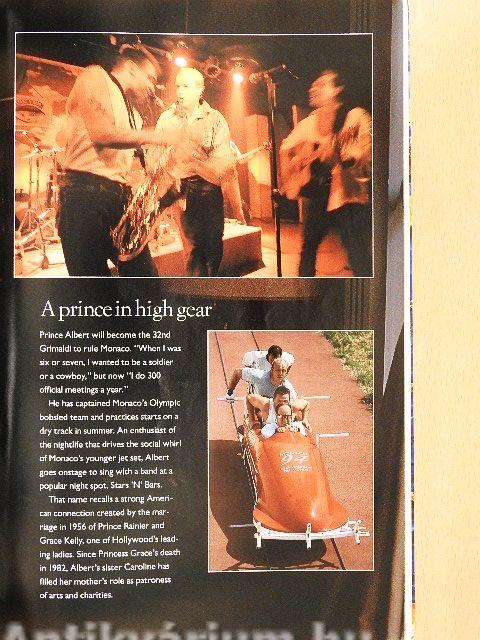 A prince in high gear
Prince Albert will become the 32nd
Grimaldi to rule Monaco. "When I was
six or seven, I wanted to be a soldier
or a cowboy," but now "I do 300
official meetings a year."
He has captained Monaco's Olympic
bobsled team and practices starts on a
dry track in summer. An enthusiast of
the nightlife that drives the social whirl
of Monaco's younger jet set, Albert
goes onstage to sing with a band at a
popular night spot, Stars 'N' Bars.
That name recalls a strong Ameri-
can connection created by the mar-
riage in 1956 of Prince Rainier and
Grace Kelly, one of Hollywood's lead-
ing ladies. Since Princess Grace's death
in 1982, Albert's sister Caroline has
filled her mother's role as patroness
of arts and charities.
94
Antikvárium.hu